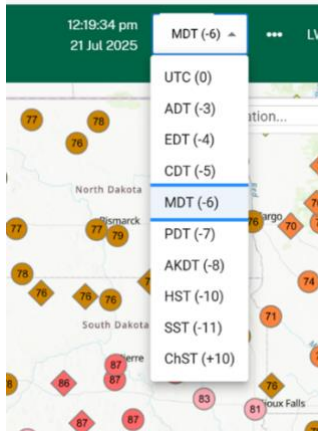 12:19:34 pm
21 Jul 2025
MDT (-6)
UTC (0)
ADT (-3)
EDT (-4)
CDT (-5)
MDT (-6)
PDT (-7)
AKDT (-8)
HST (-10)
SST (-11)
ChST (+10)
77
78
76
North Dakota
Bismarck
77
77
79
76
70
78
76
76
76
74
71
South Dakota
87
86
87
83
81
76
Sioux Falls
87
87